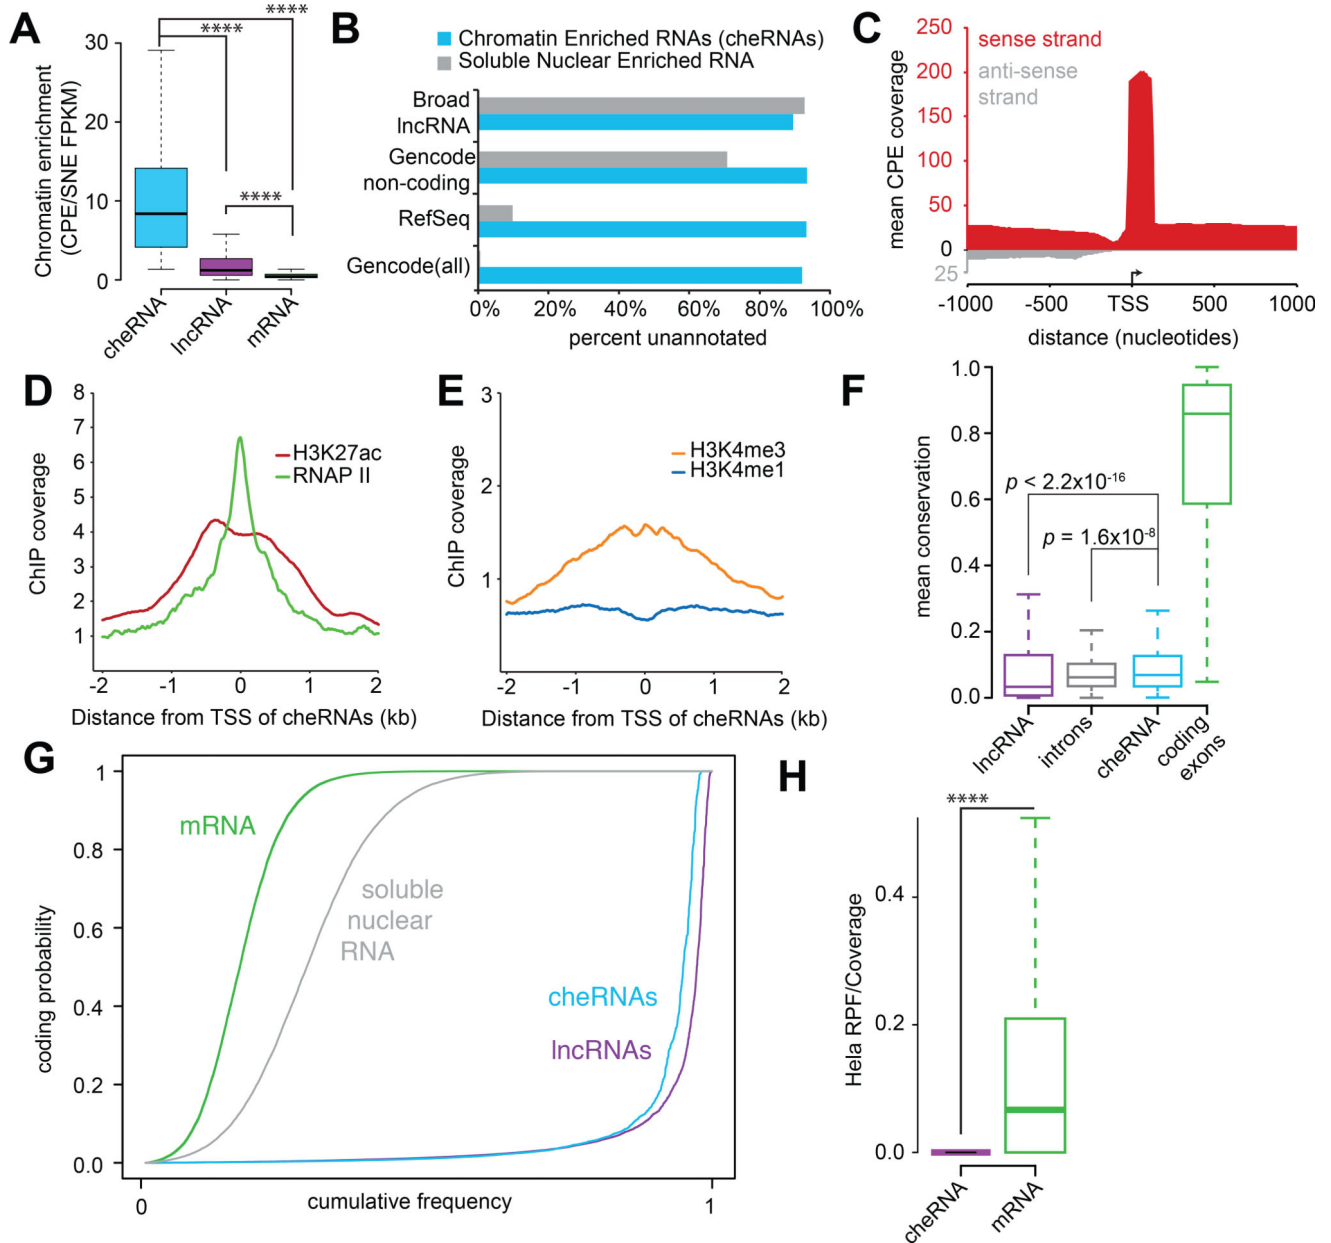 A
Chromatin enrichment
(CPE/SNE FPKM)
30
20
10
0
****
****
****
cheRNA
lncRNA
mRNA
B
Chromatin Enriched RNAs (cheRNAs)
Soluble Nuclear Enriched RNA
Broad
lncRNA
Gencode
non-coding
RefSeq
Gencode(all)
0%
20%
40%
60%
80%
100%
percent unannotated
C
mean CPE coverage
250
200
150
100
50
0
25
sense strand
anti-sense
strand
-1000
-500
TSS
500
1000
distance (nucleotides)
D
ChIP coverage
8
7
6
5
4
3
2
1
H3K27ac
RNAP II
-2
-1
0
1
2
Distance from TSS of cheRNAs (kb)
E
ChIP coverage
3
2
1
H3K4me3
H3K4me1
-2
-1
0
1
2
Distance from TSS of cheRNAs (kb)
F
mean conservation
1.0
0.8
0.6
0.4
0.2
0.0
p < 2.2x10⁻¹⁶
p = 1.6x10⁻⁸
lncRNA
introns
cheRNA
coding
exons
G
coding probability
1
0.8
0.6
0.4
0.2
0.0
mRNA
soluble
nuclear
RNA
cheRNAs
lncRNAs
0
cumulative frequency
1
H
Hela RPF/Coverage
0.4
0.2
0.0
****
cheRNA
mRNA